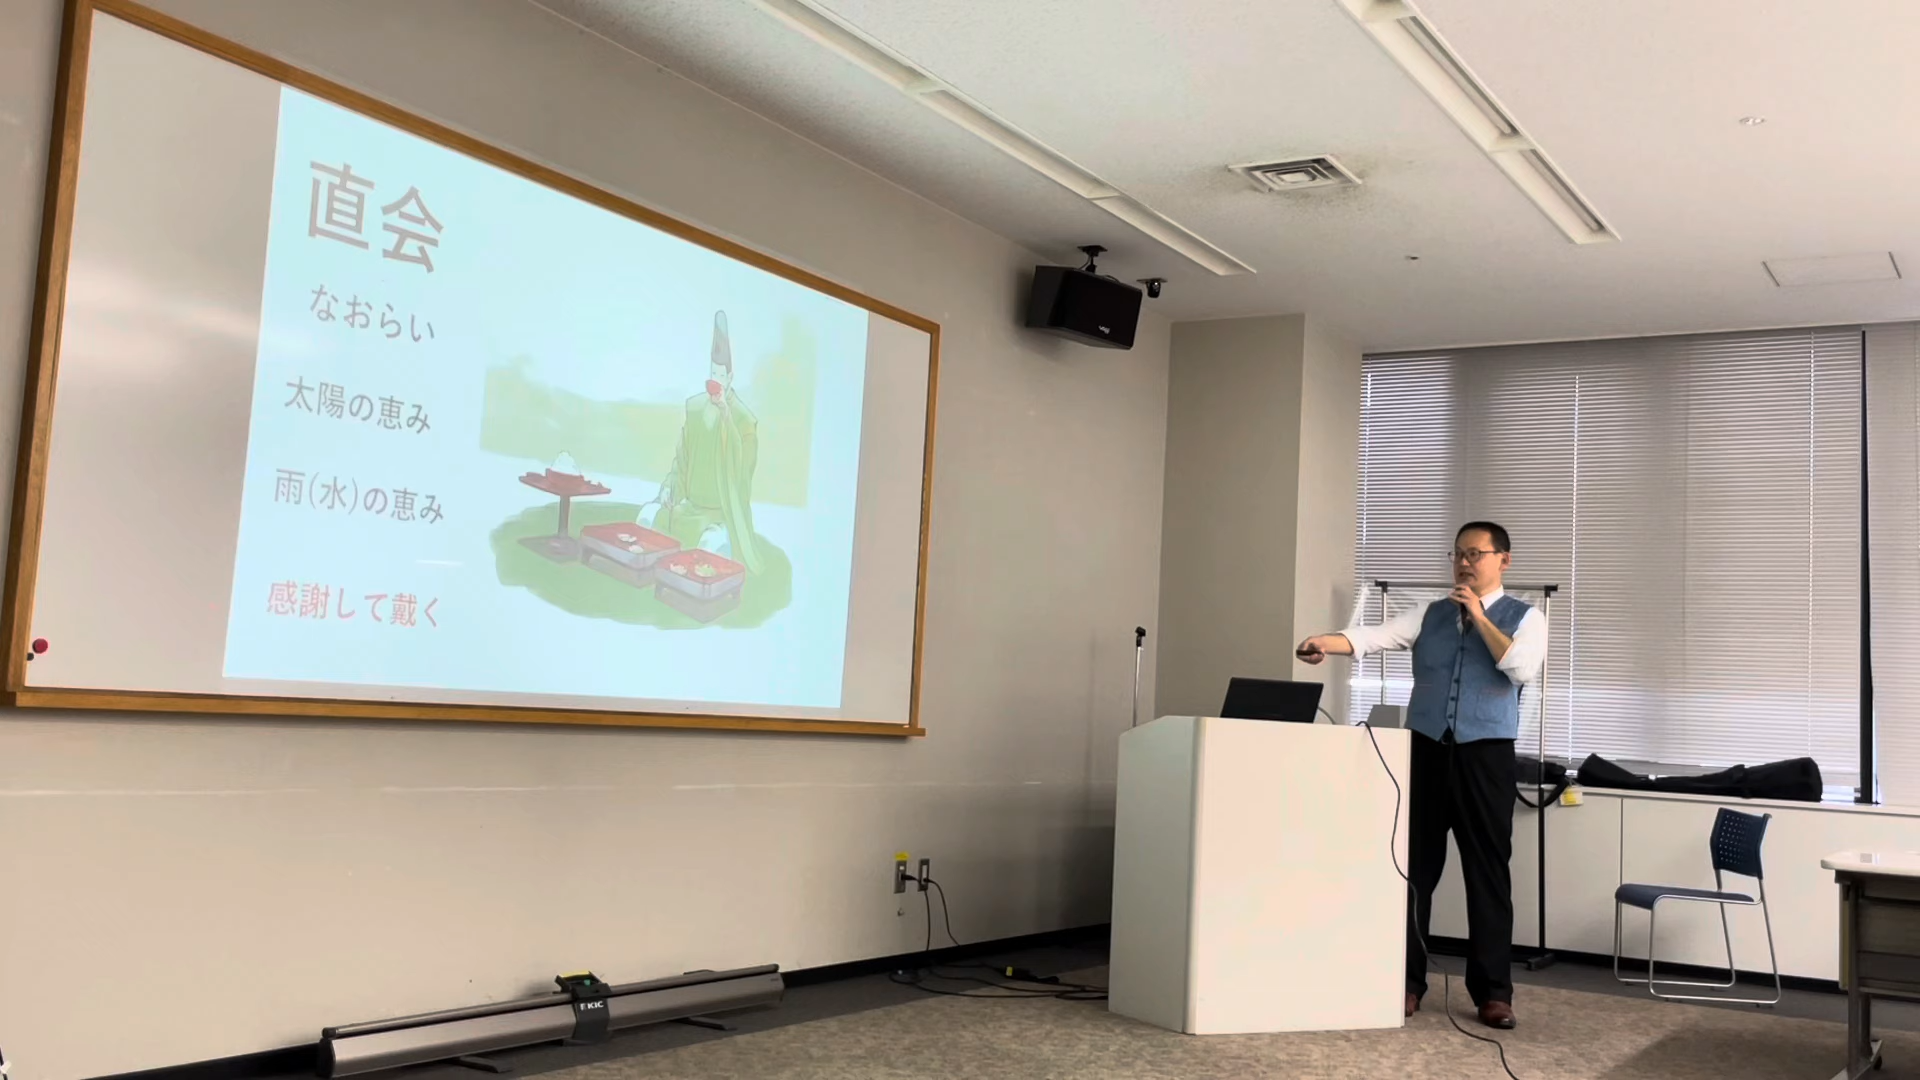 直会
なおらい
太陽の恵み
雨(水)の恵み
感謝して戴く
KIC